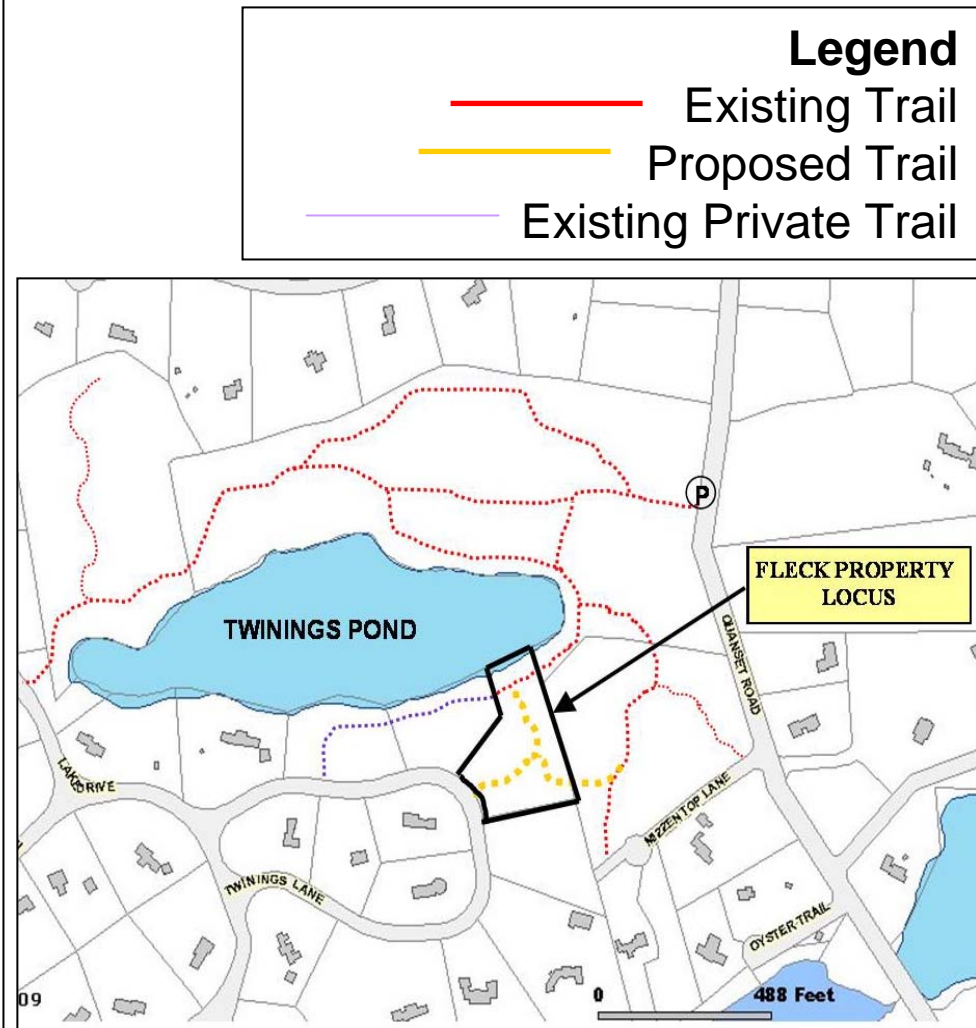 Legend
Existing Trail
Proposed Trail
Existing Private Trail
P
FLECK PROPERTY
LOCUS
TWININGS POND
QUANSET ROAD
LAKE DRIVE
MIZZENTOP LANE
TWININGS LANE
OYSTER TRAIL
09
0 488 Feet